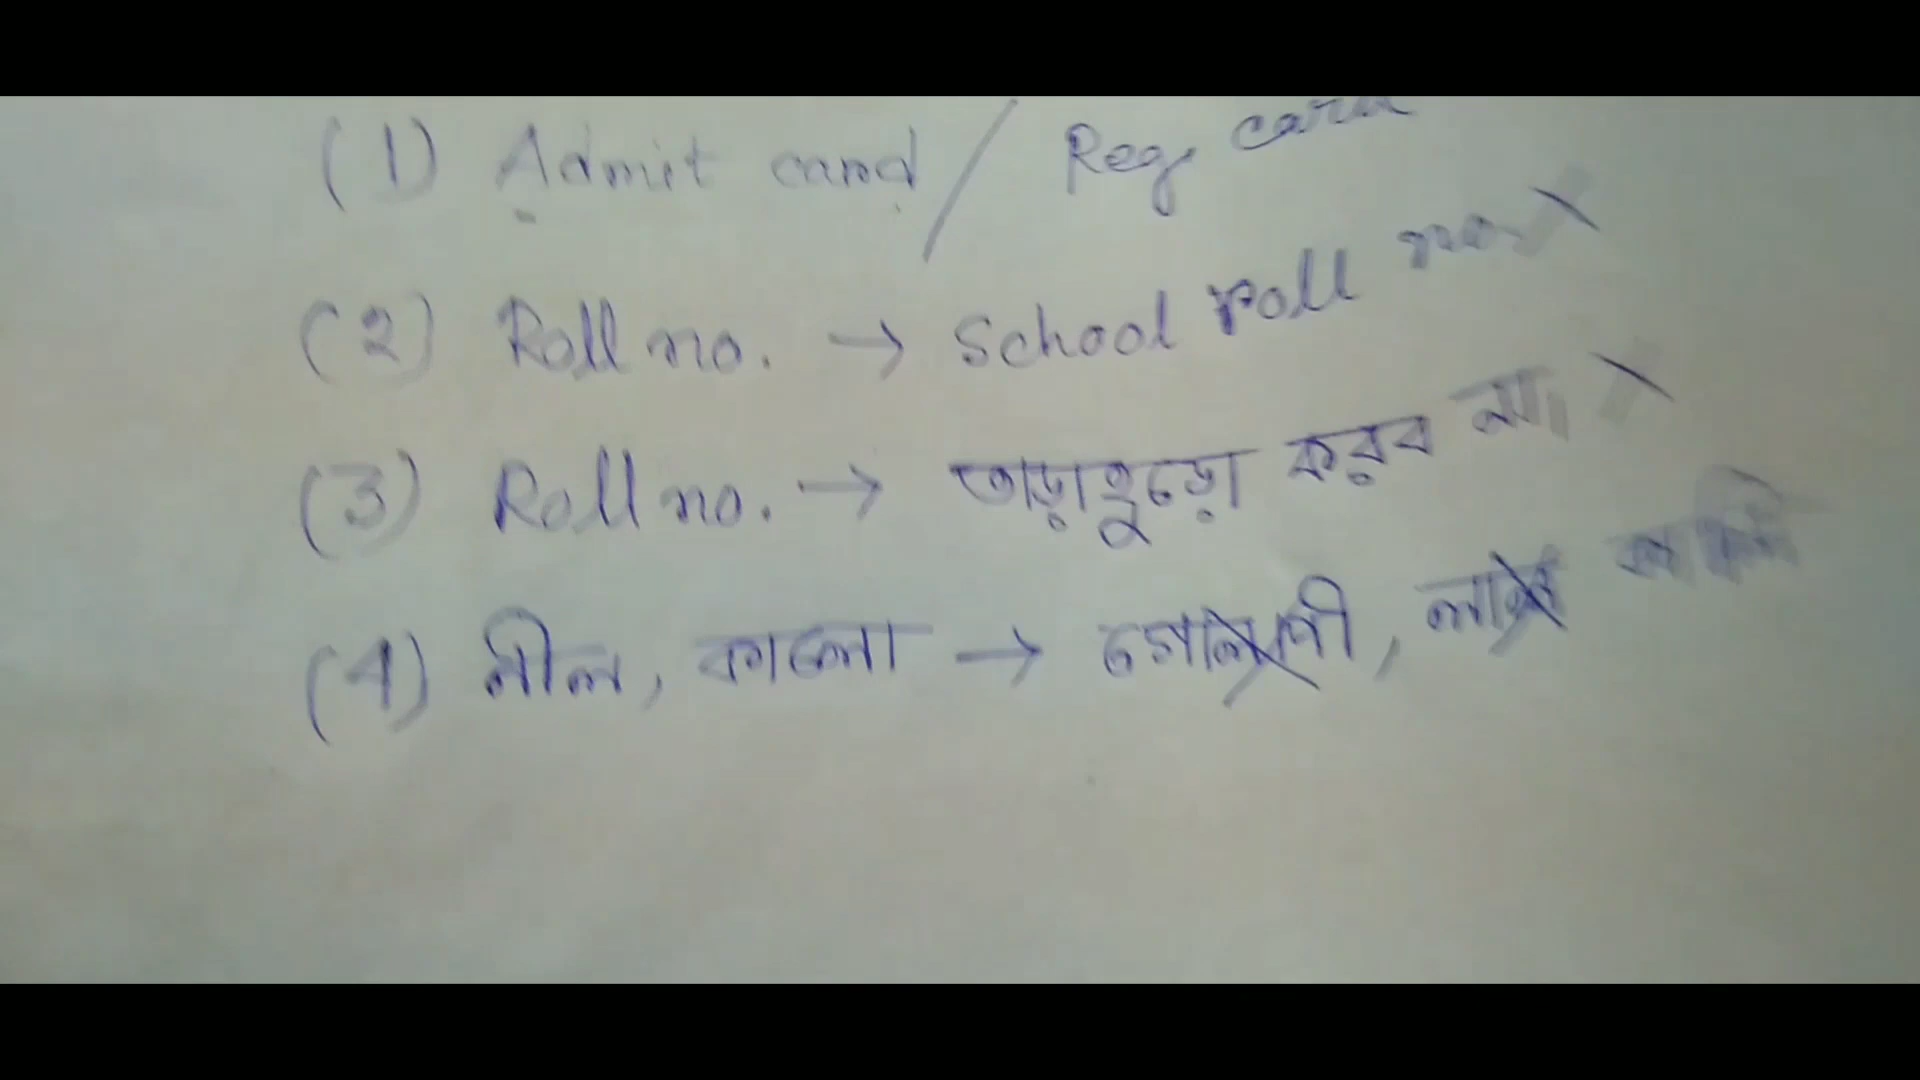 (1) Admit card / Reg card
(2) Roll no. → School roll no. X
(3) Roll no. → তাড়াহুড়ো করব না। X
(4) নীল, কালো → গোলাপী, লাল কালি